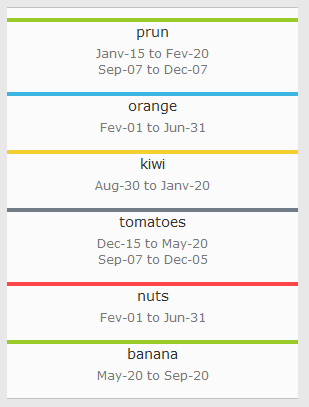 prun
Janv-15 to Fev-20
Sep-07 to Dec-07
orange
Fev-01 to Jun-31
kiwi
Aug-30 to Janv-20
tomatoes
Dec-15 to May-20
Sep-07 to Dec-05
nuts
Fev-01 to Jun-31
banana
May-20 to Sep-20